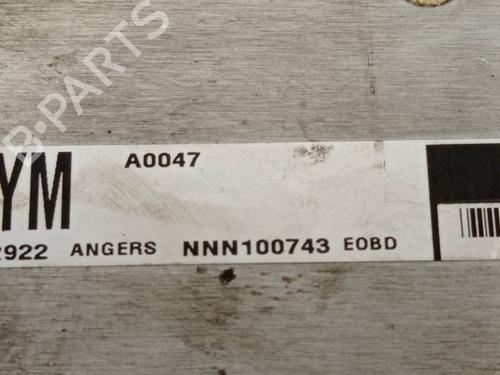 B-PARTS
YM
A0047
2922 ANGERS NNN100743 EOBD